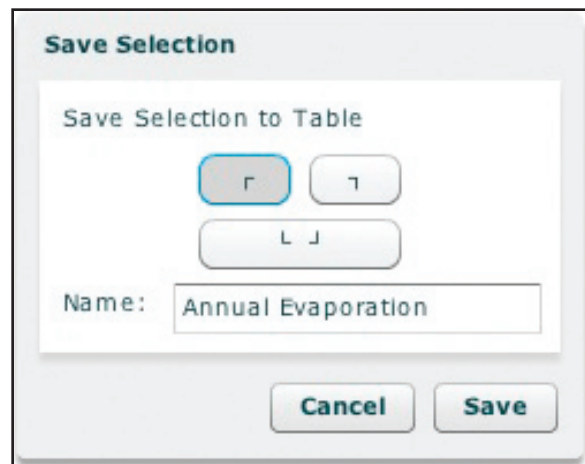 Save Selection
Save Selection to Table
┌ ┐
└ ┘
Name: Annual Evaporation
Cancel Save